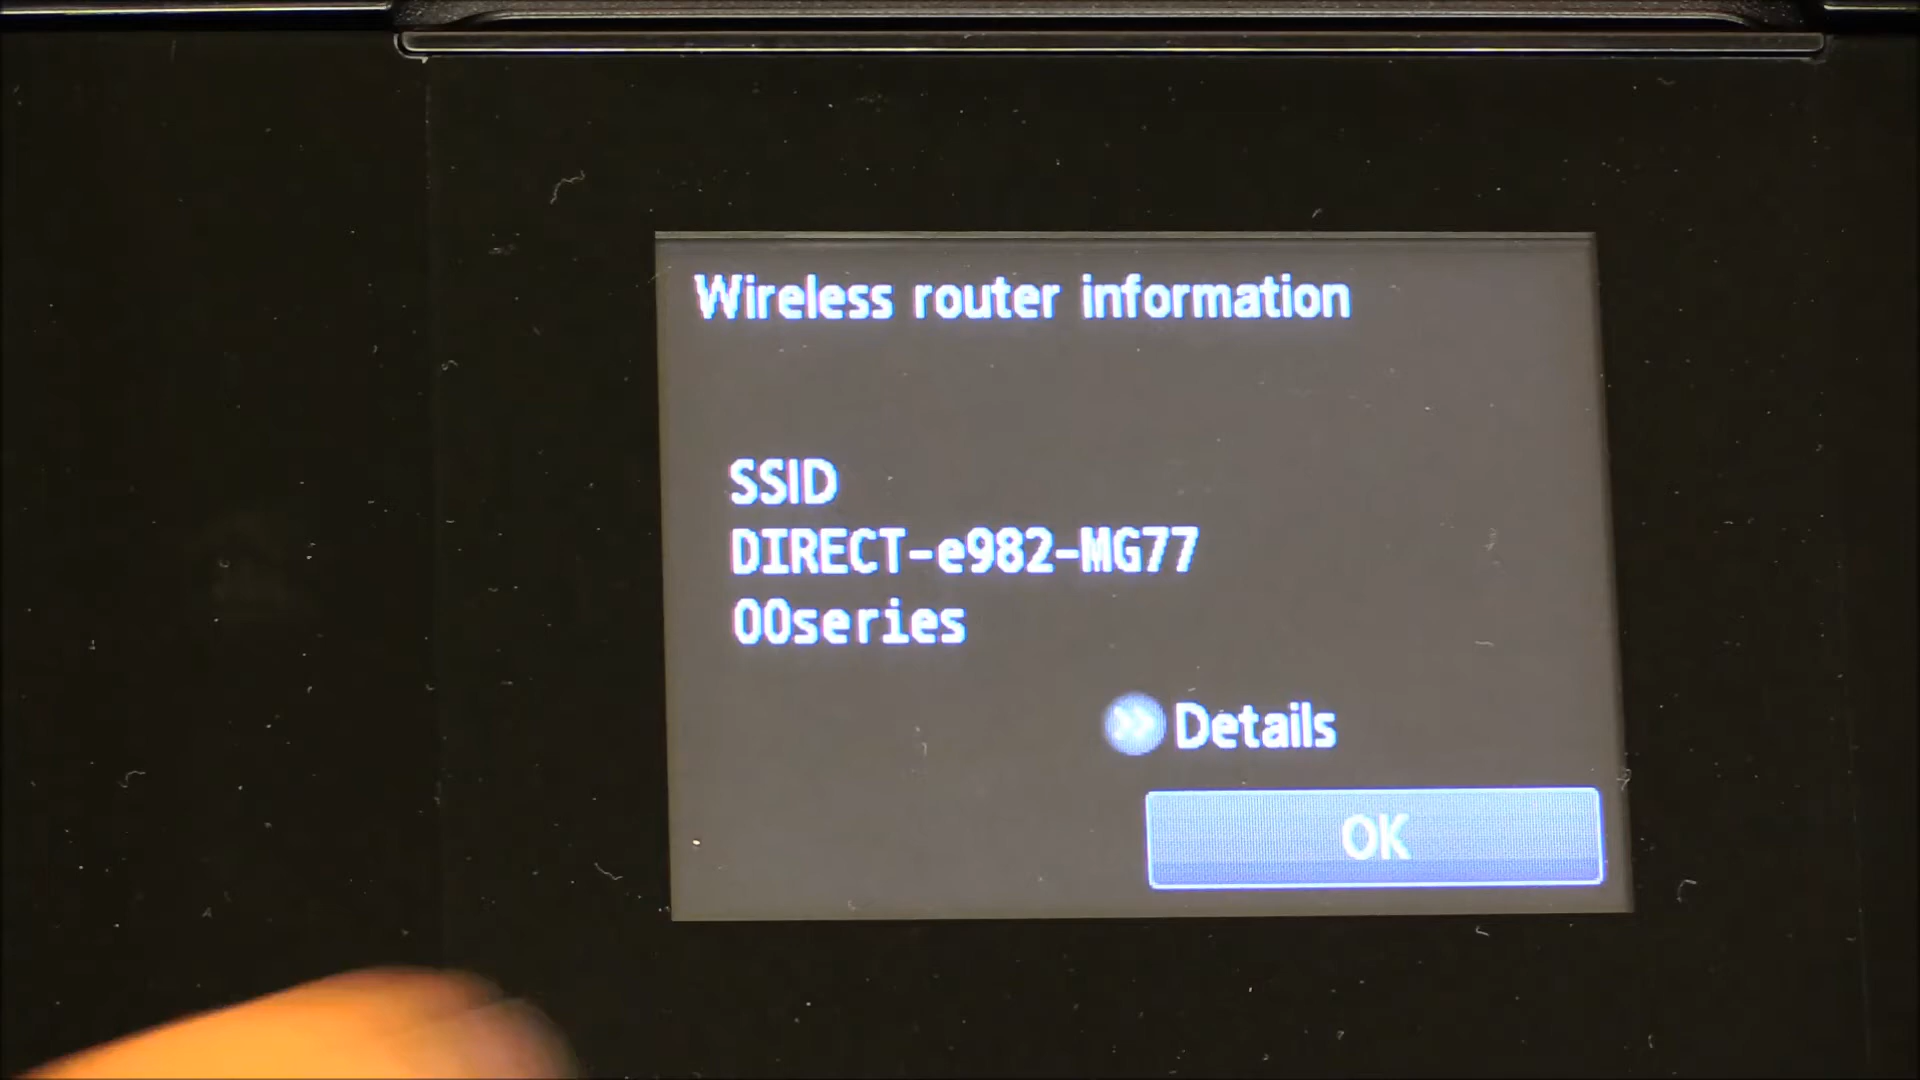 Wireless router information
SSID
DIRECT-e982-MG77
00series
Details
OK